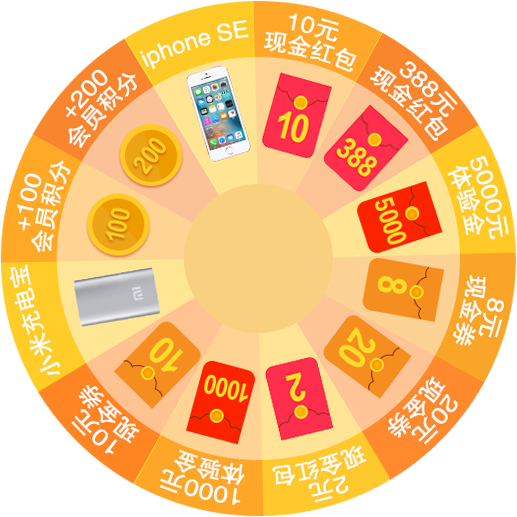 iphone SE
10元
现金红包
10
388元
现金红包
388
5000元
体验金
5000
8元
现金券
8
20元
现金券
20
2元
现金红包
2
1000元
体验金
1000
10元
现金券
10
小米充电宝
+100
会员积分
100
+200
会员积分
200